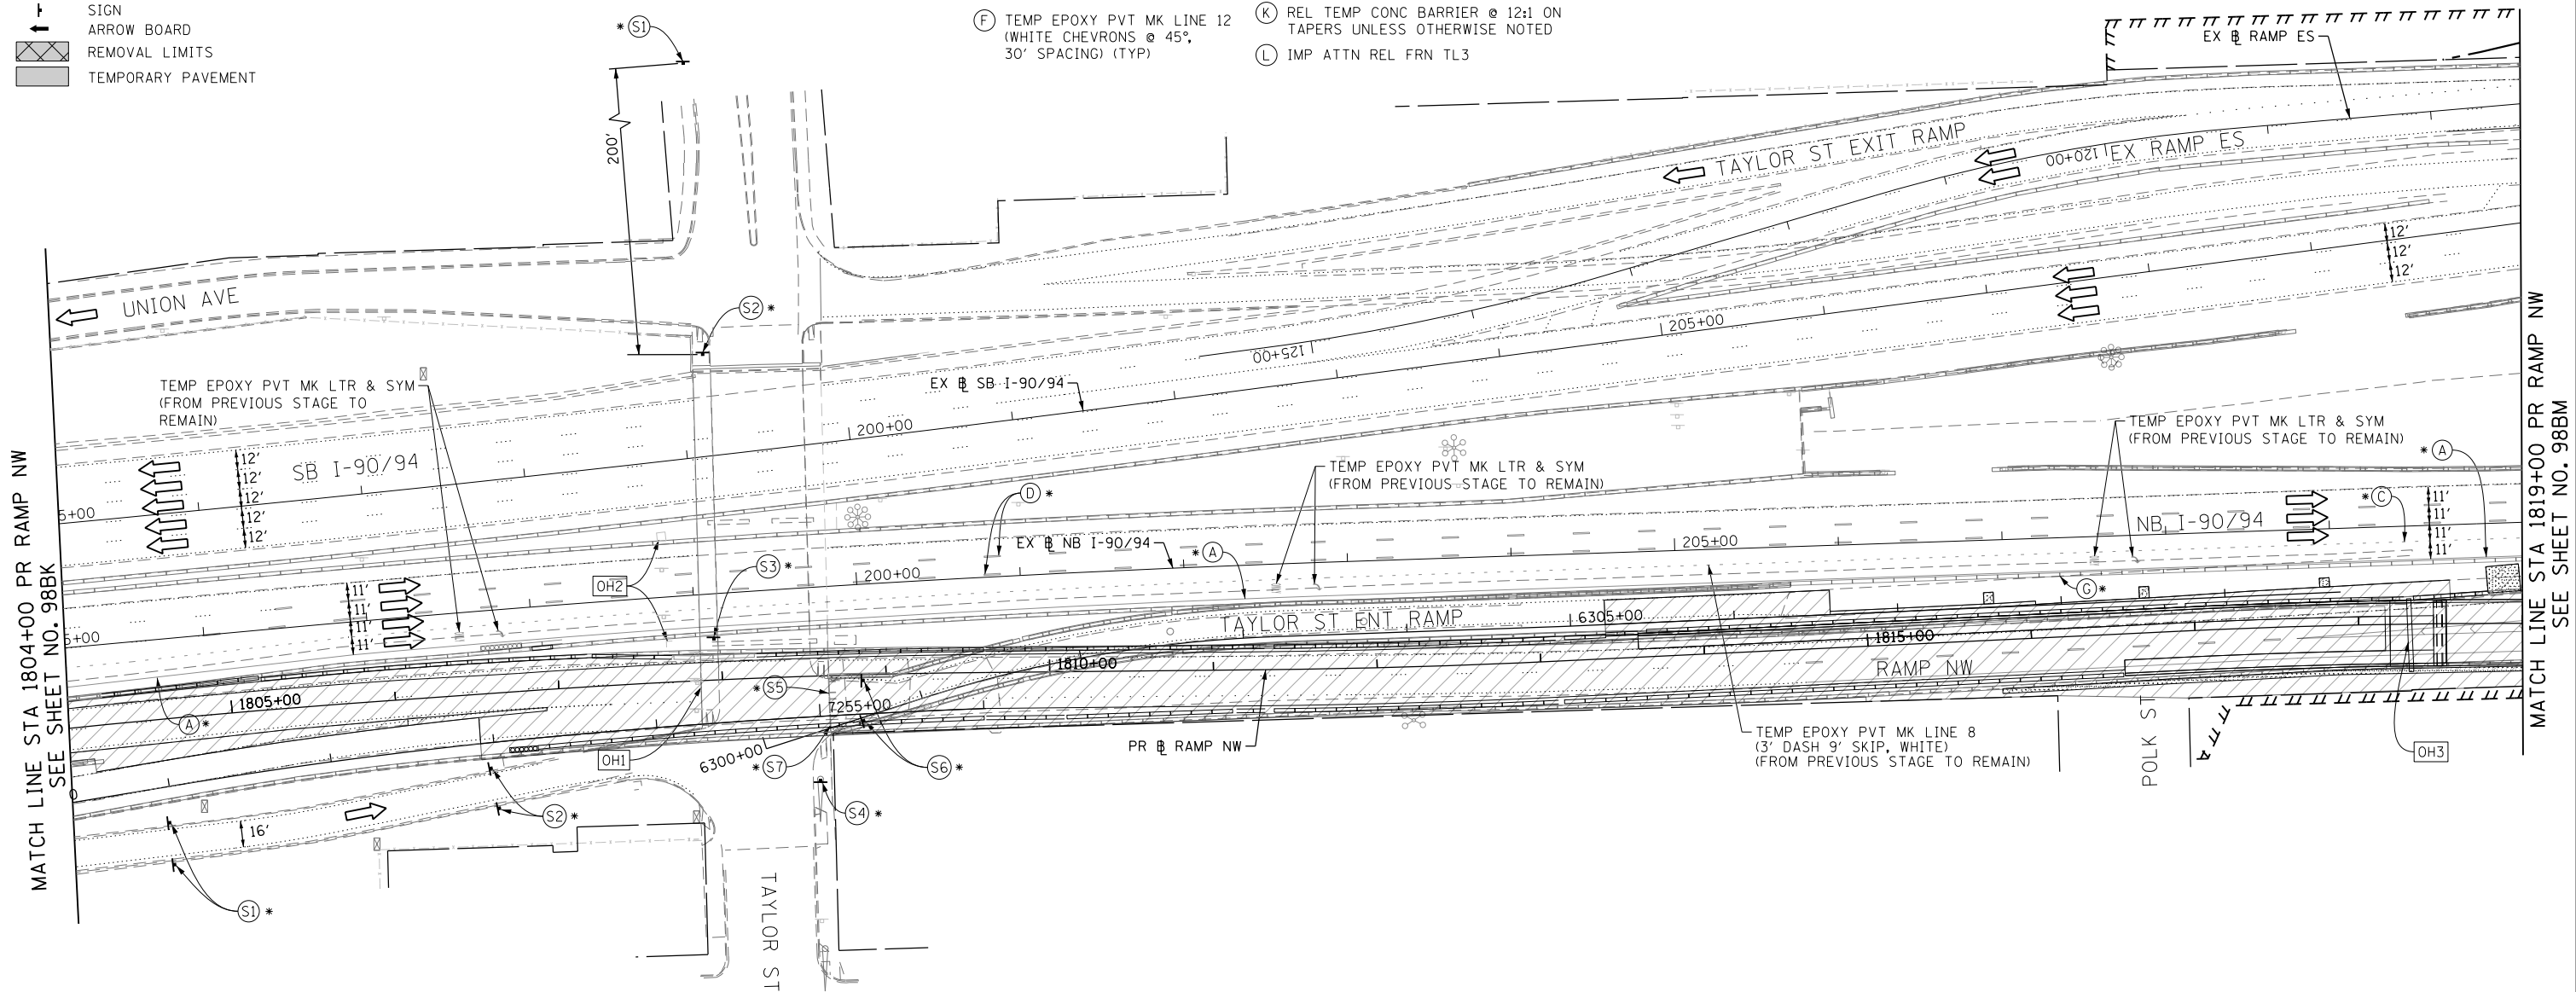 SIGN
ARROW BOARD
REMOVAL LIMITS
TEMPORARY PAVEMENT
* S1
200'
F TEMP EPOXY PVT MK LINE 12
(WHITE CHEVRONS @ 45°,
30' SPACING) (TYP)
K REL TEMP CONC BARRIER @ 12:1 ON
TAPERS UNLESS OTHERWISE NOTED
L IMP ATTN REL FRN TL3
EX BL RAMP ES
TAYLOR ST EXIT RAMP
120+00
EX RAMP ES
UNION AVE
S2 *
12'
12'
12'
205+00
125+00
EX BL SB I-90/94
TEMP EPOXY PVT MK LTR & SYM
(FROM PREVIOUS STAGE TO
REMAIN)
200+00
SB I-90/94
12'
12'
12'
12'
12'
5+00
MATCH LINE STA 1804+00 PR RAMP NW
SEE SHEET NO. 98BK
TEMP EPOXY PVT MK LTR & SYM
(FROM PREVIOUS STAGE TO REMAIN)
TEMP EPOXY PVT MK LTR & SYM
(FROM PREVIOUS STAGE TO REMAIN)
* A
* C
D *
NB I-90/94
11'
11'
11'
11'
MATCH LINE STA 1819+00 PR RAMP NW
SEE SHEET NO. 98BM
EX BL NB I-90/94
* A
205+00
OH2
S3 *
200+00
11'
11'
11'
11'
5+00
G *
TAYLOR ST ENT RAMP
6305+00
1815+00
1810+00
RAMP NW
* S5
1805+00
A *
7255+00
OH1
6300+00
* S7
S6 *
PR BL RAMP NW
TEMP EPOXY PVT MK LINE 8
(3' DASH 9' SKIP, WHITE)
(FROM PREVIOUS STAGE TO REMAIN)
POLK ST
OH3
0
S4 *
S2 *
16'
S1 *
TAYLOR ST